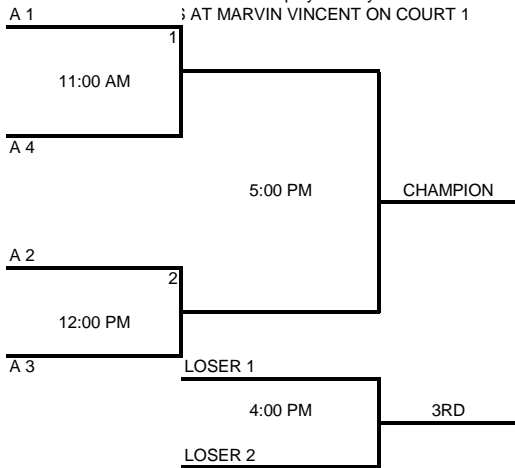 A 1
AT MARVIN VINCENT ON COURT 1
1
11:00 AM
A 4
5:00 PM
CHAMPION
A 2
2
12:00 PM
A 3
LOSER 1
4:00 PM
3RD
LOSER 2